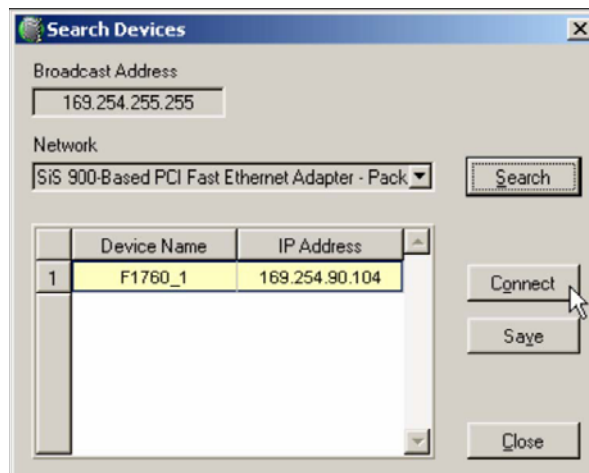 Search Devices
Broadcast Address
169.254.255.255
Network
SiS 900-Based PCI Fast Ethernet Adapter - Pack
Search
Device Name IP Address
1 F1760_1 169.254.90.104
Connect
Save
Close